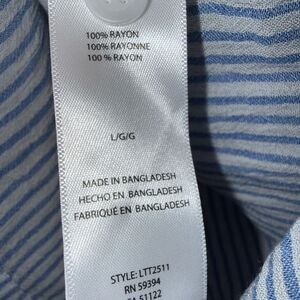 100% RAYON
100% RAYONNE
100 % RAYON
L/G/G
MADE IN BANGLADESH
HECHO EN BANGLADESH
FABRIQUÉ EN BANGLADESH
STYLE: LTT2511
RN 59394
51122